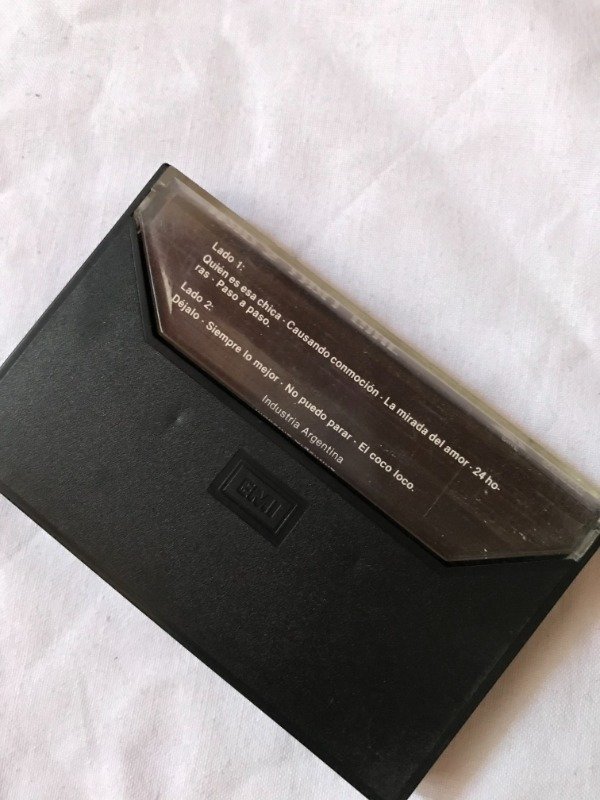 Lado 1:
Quién es esa chica · Causando conmoción · La mirada del amor · 24 ho-
ras · Paso a paso.
Lado 2:
Déjalo · Siempre lo mejor · No puedo parar · El coco loco.
Industria Argentina
EMI